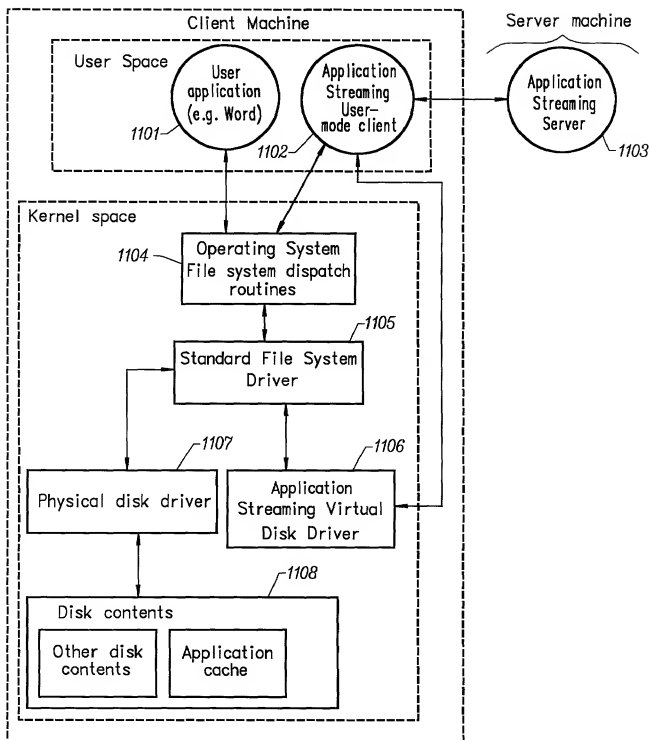 Client Machine
Server machine
User Space
User
application
(e.g. Word)
1101
Application
Streaming
User-
mode client
1102
Application
Streaming
Server
1103
Kernel space
1104
Operating System
File system dispatch
routines
1105
Standard File System
Driver
1107
Physical disk driver
1106
Application
Streaming Virtual
Disk Driver
1108
Disk contents
Other disk
contents
Application
cache